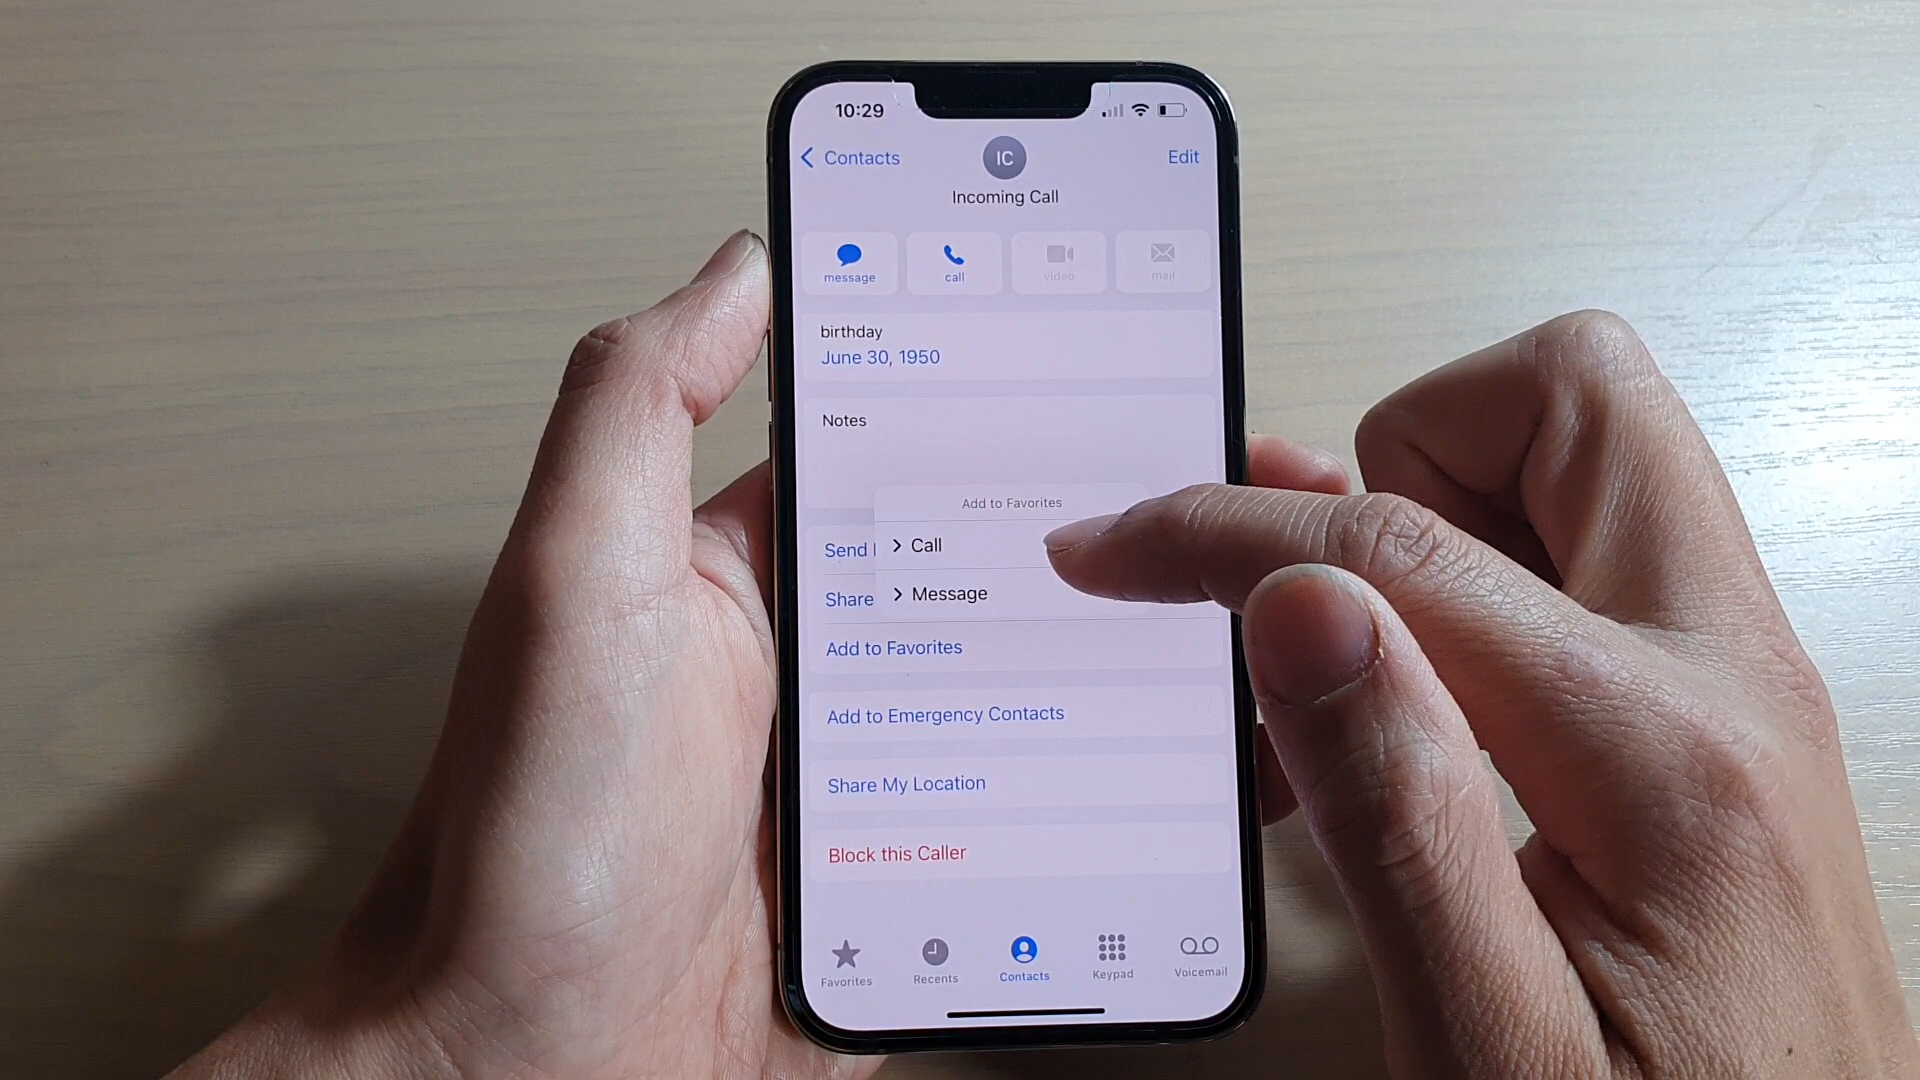 10:29
Contacts
IC
Edit
Incoming Call
message
call
video
mail
birthday
June 30, 1950
Notes
Add to Favorites
Send
Call
Share
Message
Add to Favorites
Add to Emergency Contacts
Share My Location
Block this Caller
Favorites
Recents
Contacts
Keypad
Voicemail